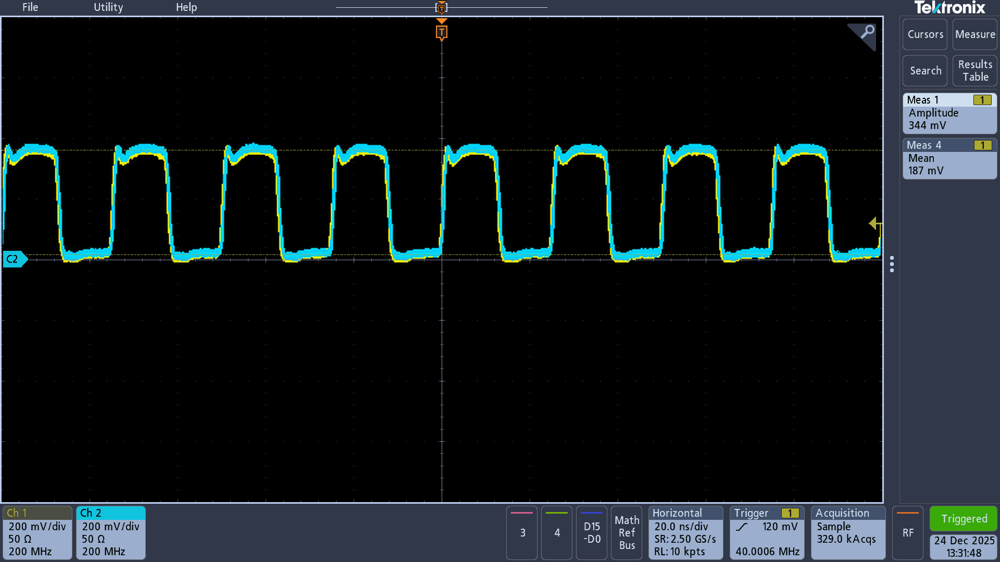 File Utility Help
T
T
Tektronix
Cursors Measure
Search Results Table
Meas 1 1
Amplitude
344 mV
Meas 4 1
Mean
187 mV
C2
Ch 1
200 mV/div
50 Ω
200 MHz
Ch 2
200 mV/div
50 Ω
200 MHz
3
4
D15
-D0
Math
Ref
Bus
Horizontal
20.0 ns/div
SR: 2.50 GS/s
RL: 10 kpts
Trigger 1
120 mV
40.0006 MHz
Acquisition
Sample
329.0 kAcqs
RF
Triggered
24 Dec 2025
13:31:48